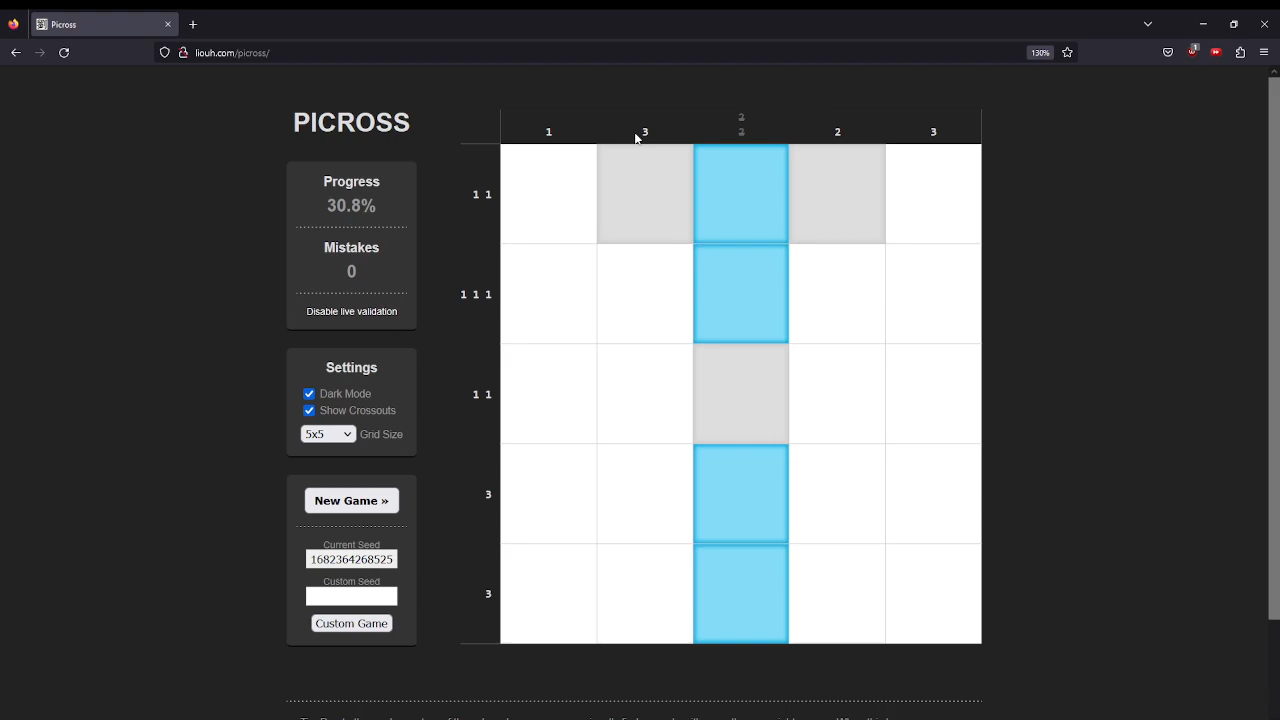 Picross
liouh.com/picross/
130%
1
PICROSS
Progress
30.8%
Mistakes
0
Disable live validation
Settings
Dark Mode
Show Crossouts
5x5 Grid Size
New Game »
Current Seed
1682364268525
Custom Seed
Custom Game
2
1 3 2 2 3
1 1
1 1 1
1 1
3
3